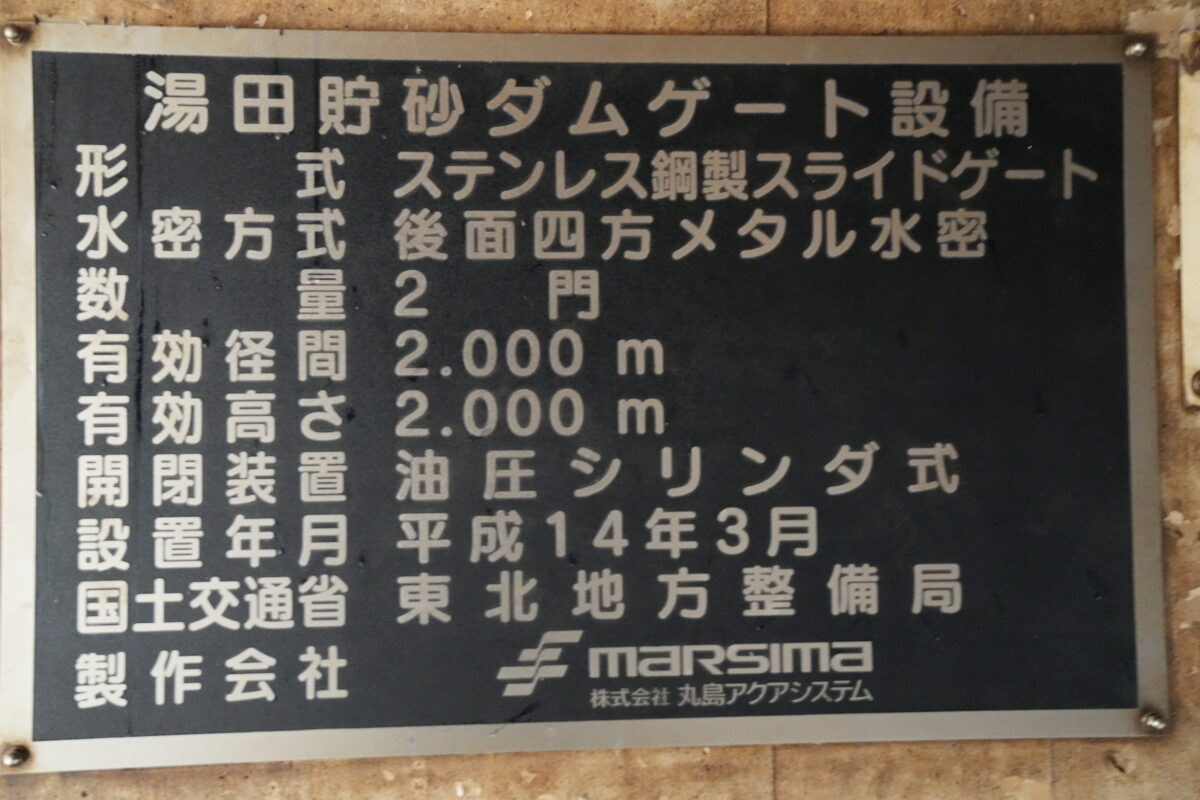 湯田貯砂ダムゲート設備
形式 ステンレス鋼製スライドゲート
水密方式 後面四方メタル水密
数量 2門
有効径間 2.000 m
有効高さ 2.000 m
開閉装置 油圧シリンダ式
設置年月 平成14年3月
国土交通省 東北地方整備局
製作会社 marsima
株式会社 丸島アクアシステム